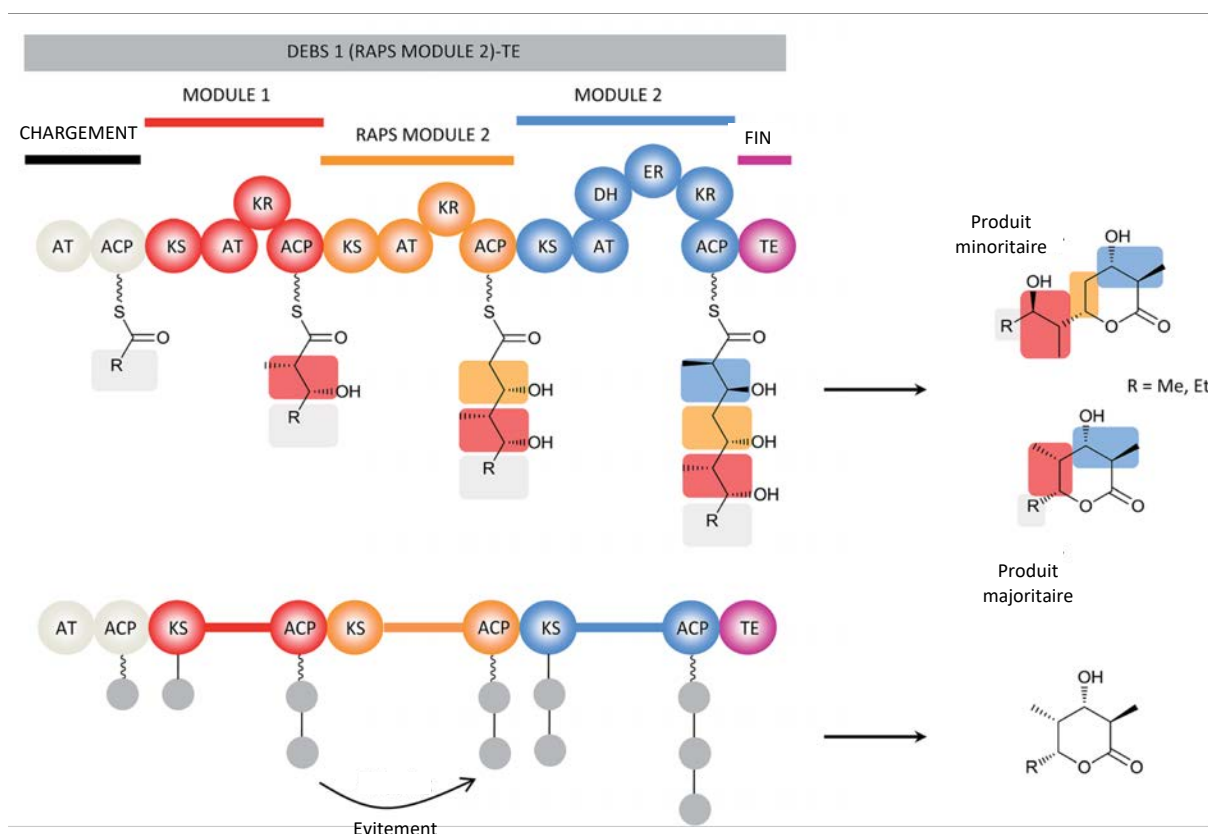 DEBS 1 (RAPS MODULE 2)-TE
MODULE 1
MODULE 2
CHARGEMENT
RAPS MODULE 2
FIN
ER
DH
KR
KR
KR
AT
ACP
KS
AT
ACP
KS
AT
ACP
KS
AT
ACP
TE
S
S
S
S
O
O
O
O
R
OH
R
OH
OH
R
OH
OH
OH
R
Produit
minoritaire
OH
OH
R
O
O
R = Me, Et
OH
R
O
O
Produit
majoritaire
AT
ACP
KS
ACP
KS
ACP
KS
ACP
TE
OH
R
O
O
Evitement